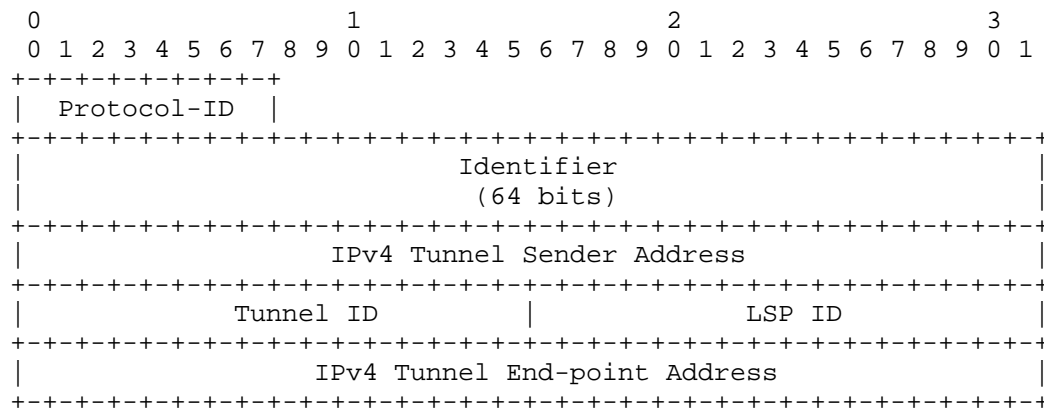 0                   1                   2                   3
 0 1 2 3 4 5 6 7 8 9 0 1 2 3 4 5 6 7 8 9 0 1 2 3 4 5 6 7 8 9 0 1
+-+-+-+-+-+-+-+-+
|  Protocol-ID  |
+-+-+-+-+-+-+-+-+-+-+-+-+-+-+-+-+-+-+-+-+-+-+-+-+-+-+-+-+-+-+-+-+
|                           Identifier                          |
|                            (64 bits)                          |
+-+-+-+-+-+-+-+-+-+-+-+-+-+-+-+-+-+-+-+-+-+-+-+-+-+-+-+-+-+-+-+-+
|                   IPv4 Tunnel Sender Address                  |
+-+-+-+-+-+-+-+-+-+-+-+-+-+-+-+-+-+-+-+-+-+-+-+-+-+-+-+-+-+-+-+-+
|             Tunnel ID         |             LSP ID            |
+-+-+-+-+-+-+-+-+-+-+-+-+-+-+-+-+-+-+-+-+-+-+-+-+-+-+-+-+-+-+-+-+
|                  IPv4 Tunnel End-point Address                |
+-+-+-+-+-+-+-+-+-+-+-+-+-+-+-+-+-+-+-+-+-+-+-+-+-+-+-+-+-+-+-+-+